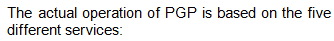 The actual operation of PGP is based on the five
different services: